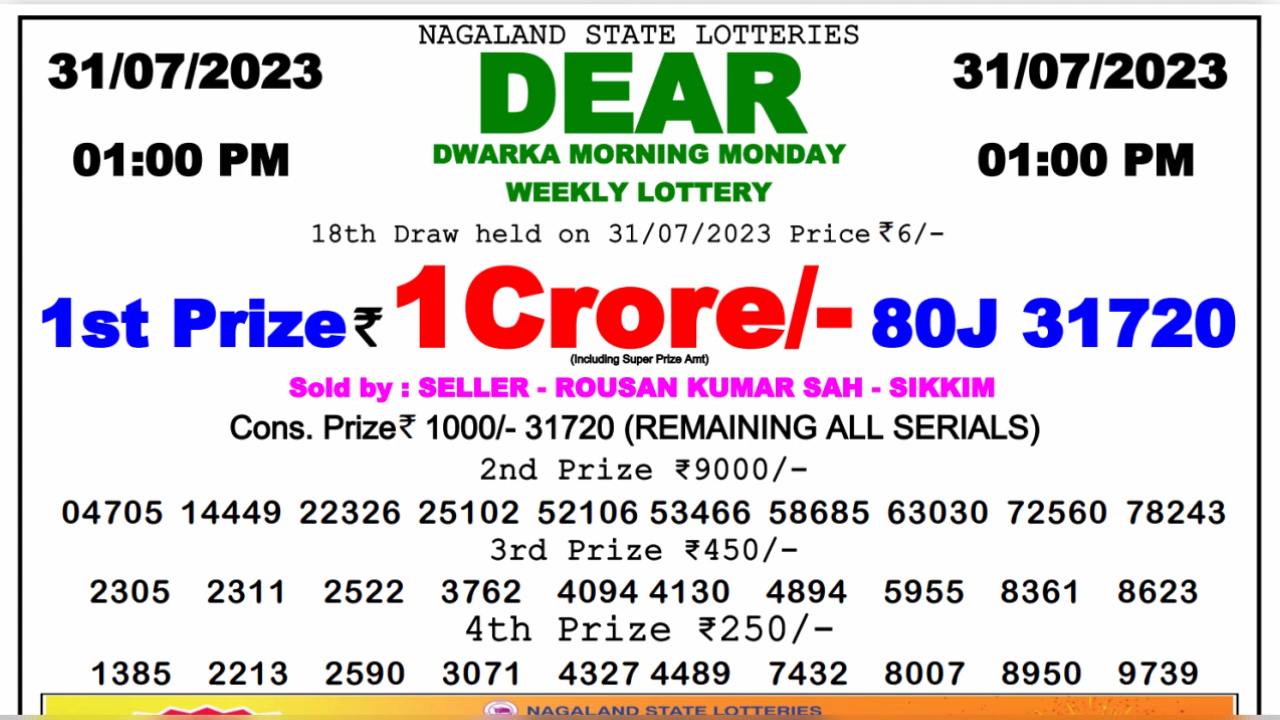 NAGALAND STATE LOTTERIES
31/07/2023 DEAR 31/07/2023
01:00 PM DWARKA MORNING MONDAY 01:00 PM
WEEKLY LOTTERY
18th Draw held on 31/07/2023 Price ₹6/-
1st Prize ₹ 1Crore/- 80J 31720
(Including Super Prize Amt)
Sold by : SELLER - ROUSAN KUMAR SAH - SIKKIM
Cons. Prize₹ 1000/- 31720 (REMAINING ALL SERIALS)
2nd Prize ₹9000/-
04705 14449 22326 25102 52106 53466 58685 63030 72560 78243
3rd Prize ₹450/-
2305 2311 2522 3762 4094 4130 4894 5955 8361 8623
4th Prize ₹250/-
1385 2213 2590 3071 4327 4489 7432 8007 8950 9739
NAGALAND STATE LOTTERIES